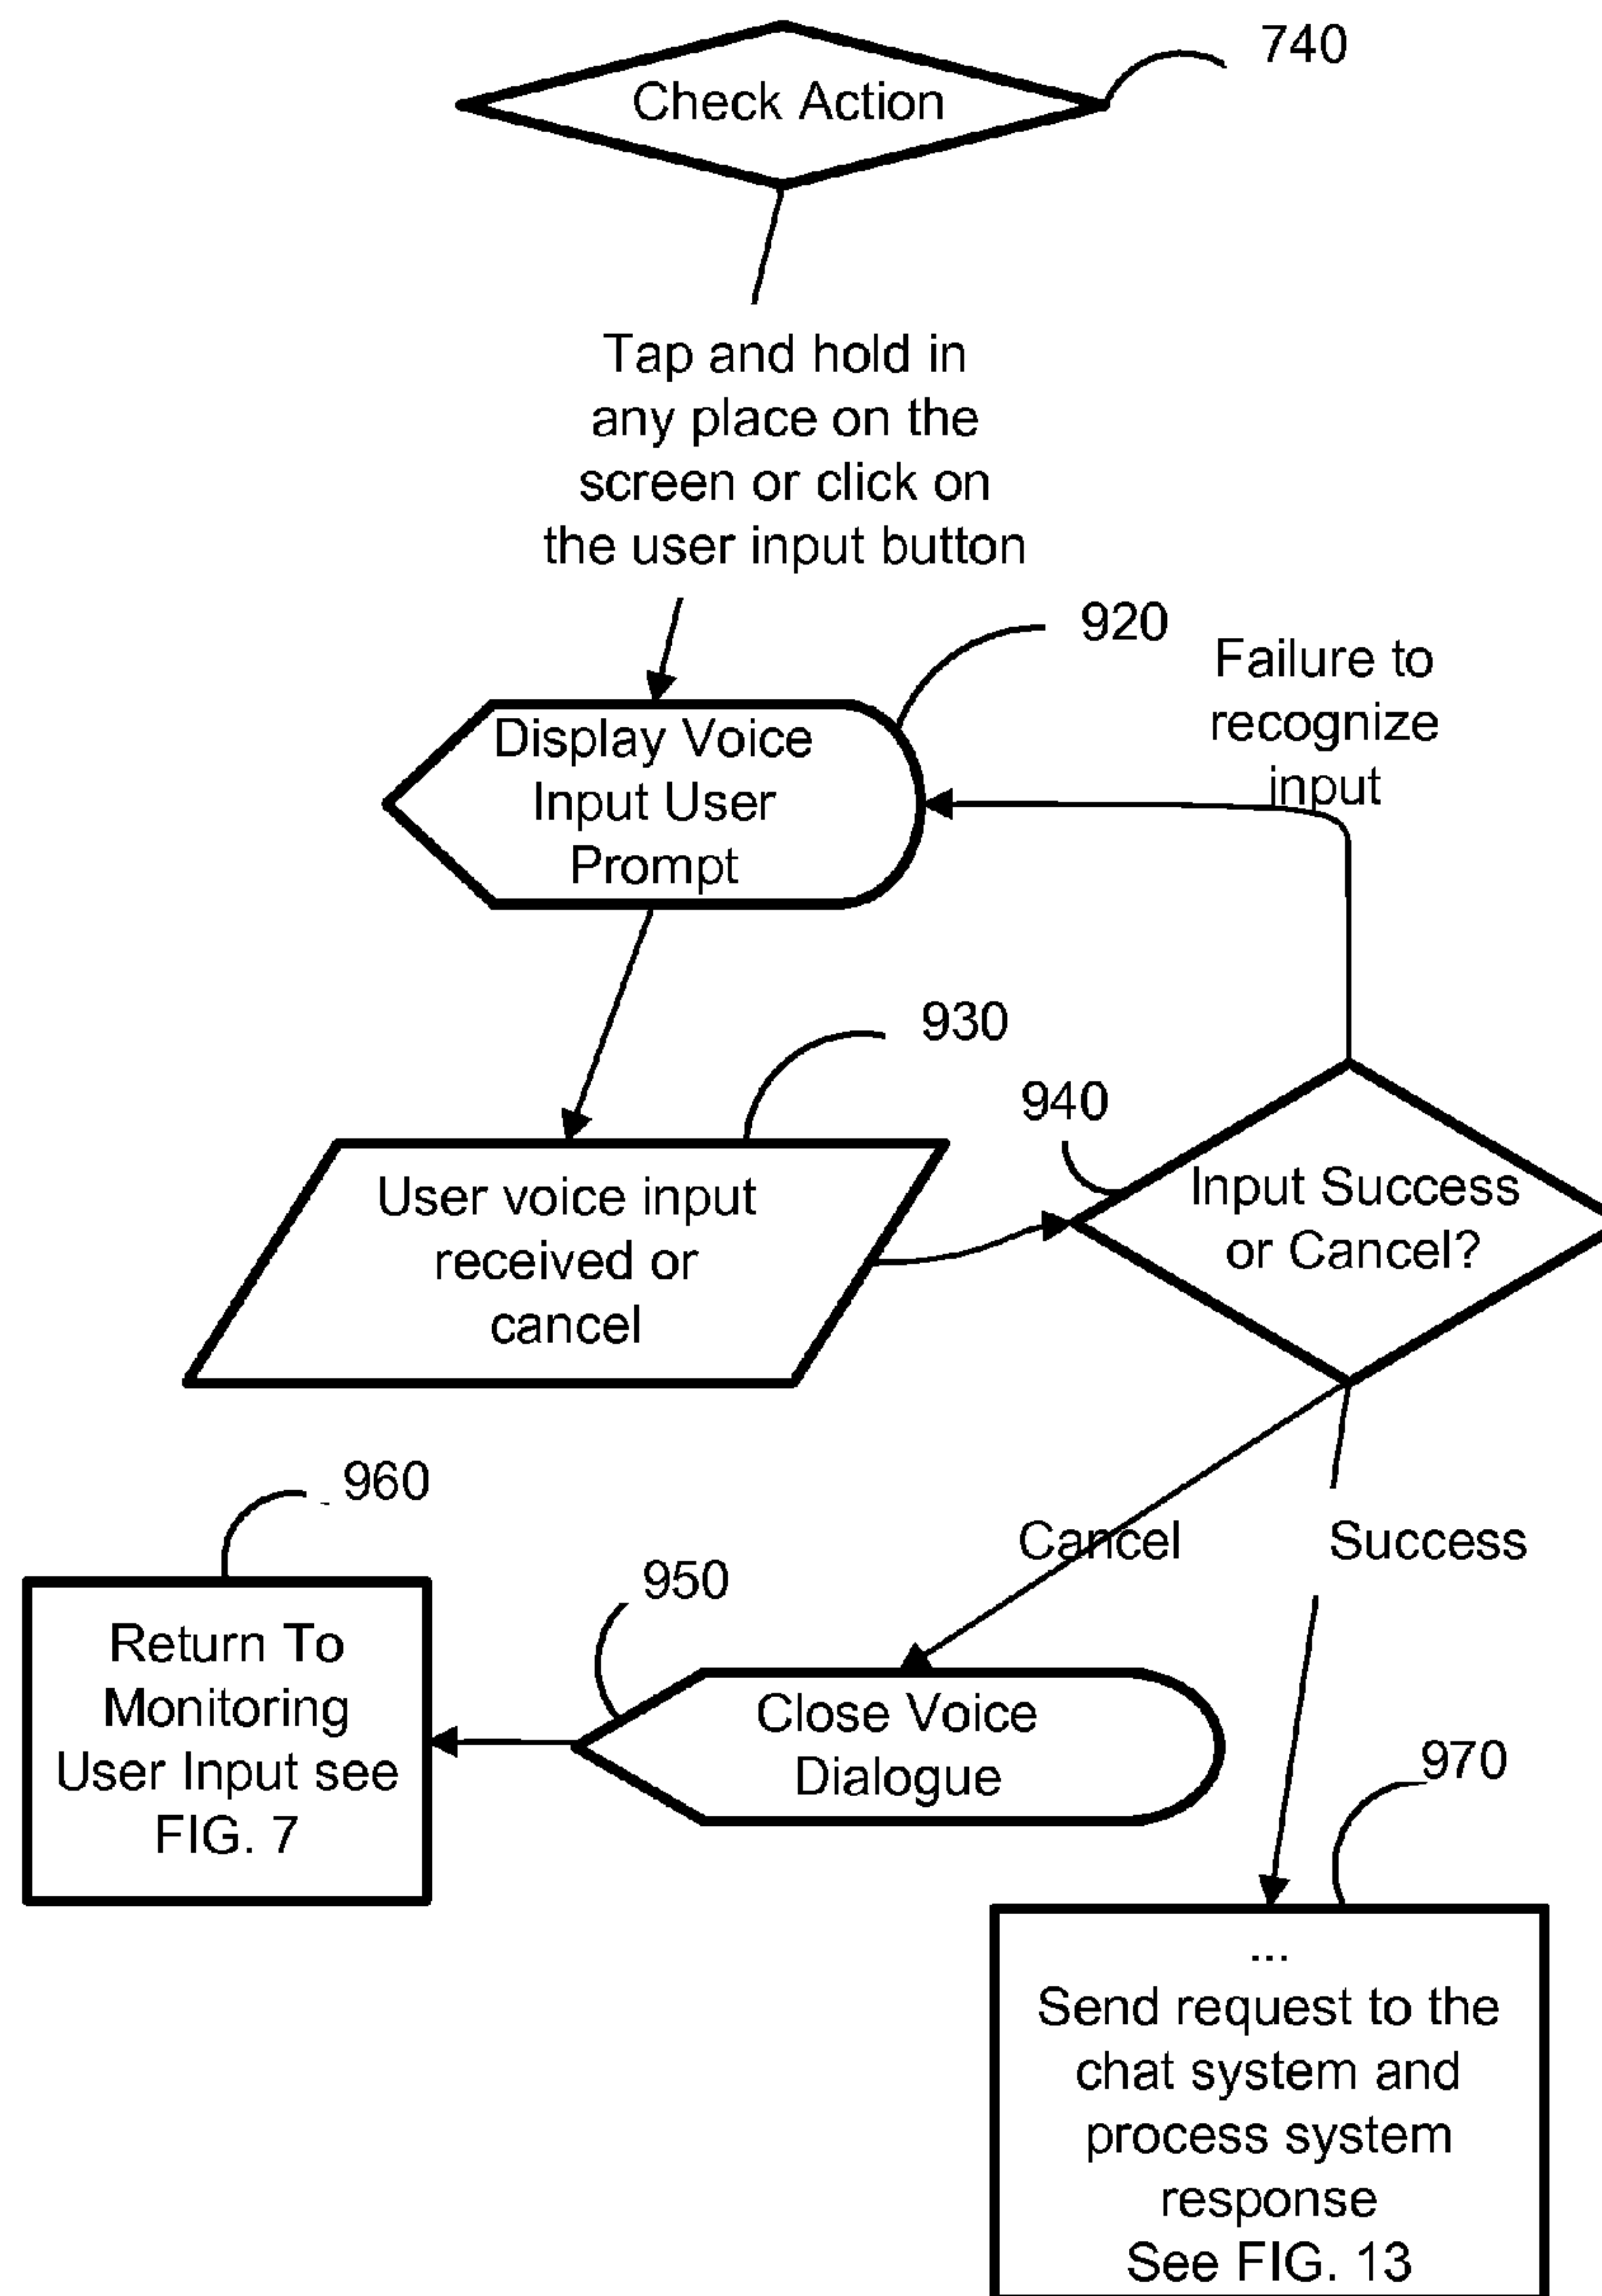 740
Check Action
Tap and hold in
any place on the
screen or click on
the user input button
920
Failure to
recognize
input
Display Voice
Input User
Prompt
930
940
User voice input
received or
cancel
Input Success
or Cancel?
960
Cancel
Success
950
Return To
Monitoring
User Input see
FIG. 7
Close Voice
Dialogue
970
...
Send request to the
chat system and
process system
response
See FIG. 13